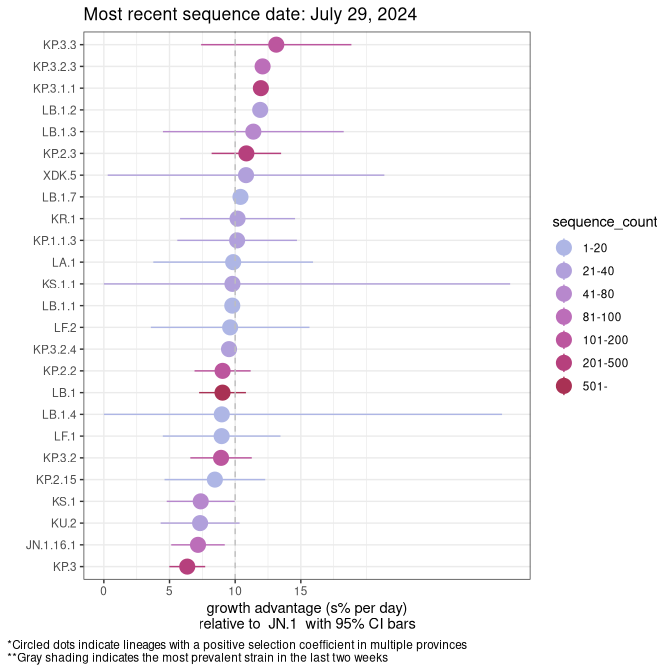 Most recent sequence date: July 29, 2024
KP.3.3
KP.3.2.3
KP.3.1.1
LB.1.2
LB.1.3
KP.2.3
XDK.5
LB.1.7
KR.1
KP.1.1.3
LA.1
KS.1.1
LB.1.1
LF.2
KP.3.2.4
KP.2.2
LB.1
LB.1.4
LF.1
KP.3.2
KP.2.15
KS.1
KU.2
JN.1.16.1
KP.3
0 5 10 15
growth advantage (s% per day)
relative to JN.1 with 95% CI bars
sequence_count
1-20
21-40
41-80
81-100
101-200
201-500
501-
*Circled dots indicate lineages with a positive selection coefficient in multiple provinces
**Gray shading indicates the most prevalent strain in the last two weeks